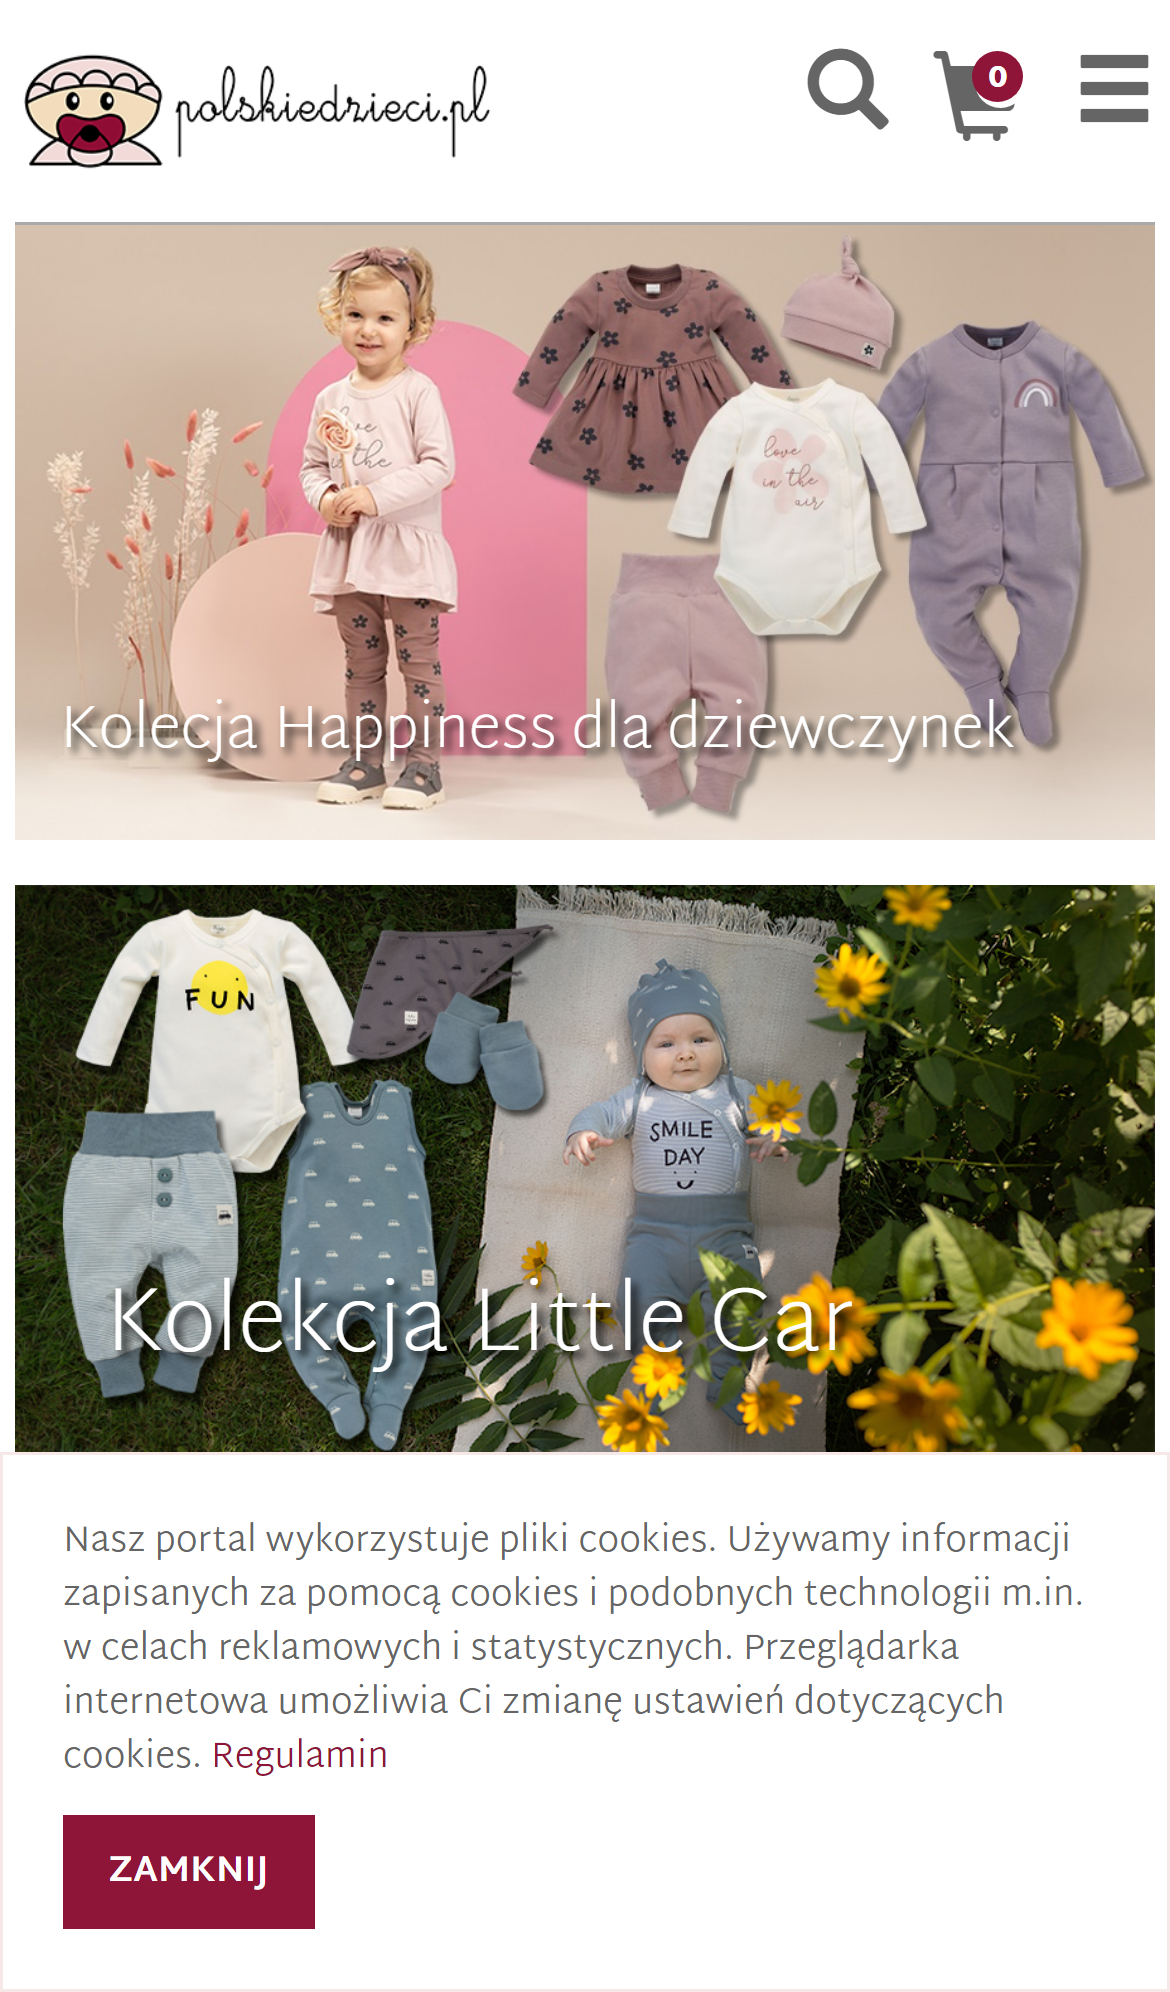 polskiedzieci.pl
0
love
is the
love
in the
air
Kolecja Happiness dla dziewczynek
FUN
SMILE
DAY
Kolekcja Little Car
Nasz portal wykorzystuje pliki cookies. Używamy informacji
zapisanych za pomocą cookies i podobnych technologii m.in.
w celach reklamowych i statystycznych. Przeglądarka
internetowa umożliwia Ci zmianę ustawień dotyczących
cookies. Regulamin
ZAMKNIJ